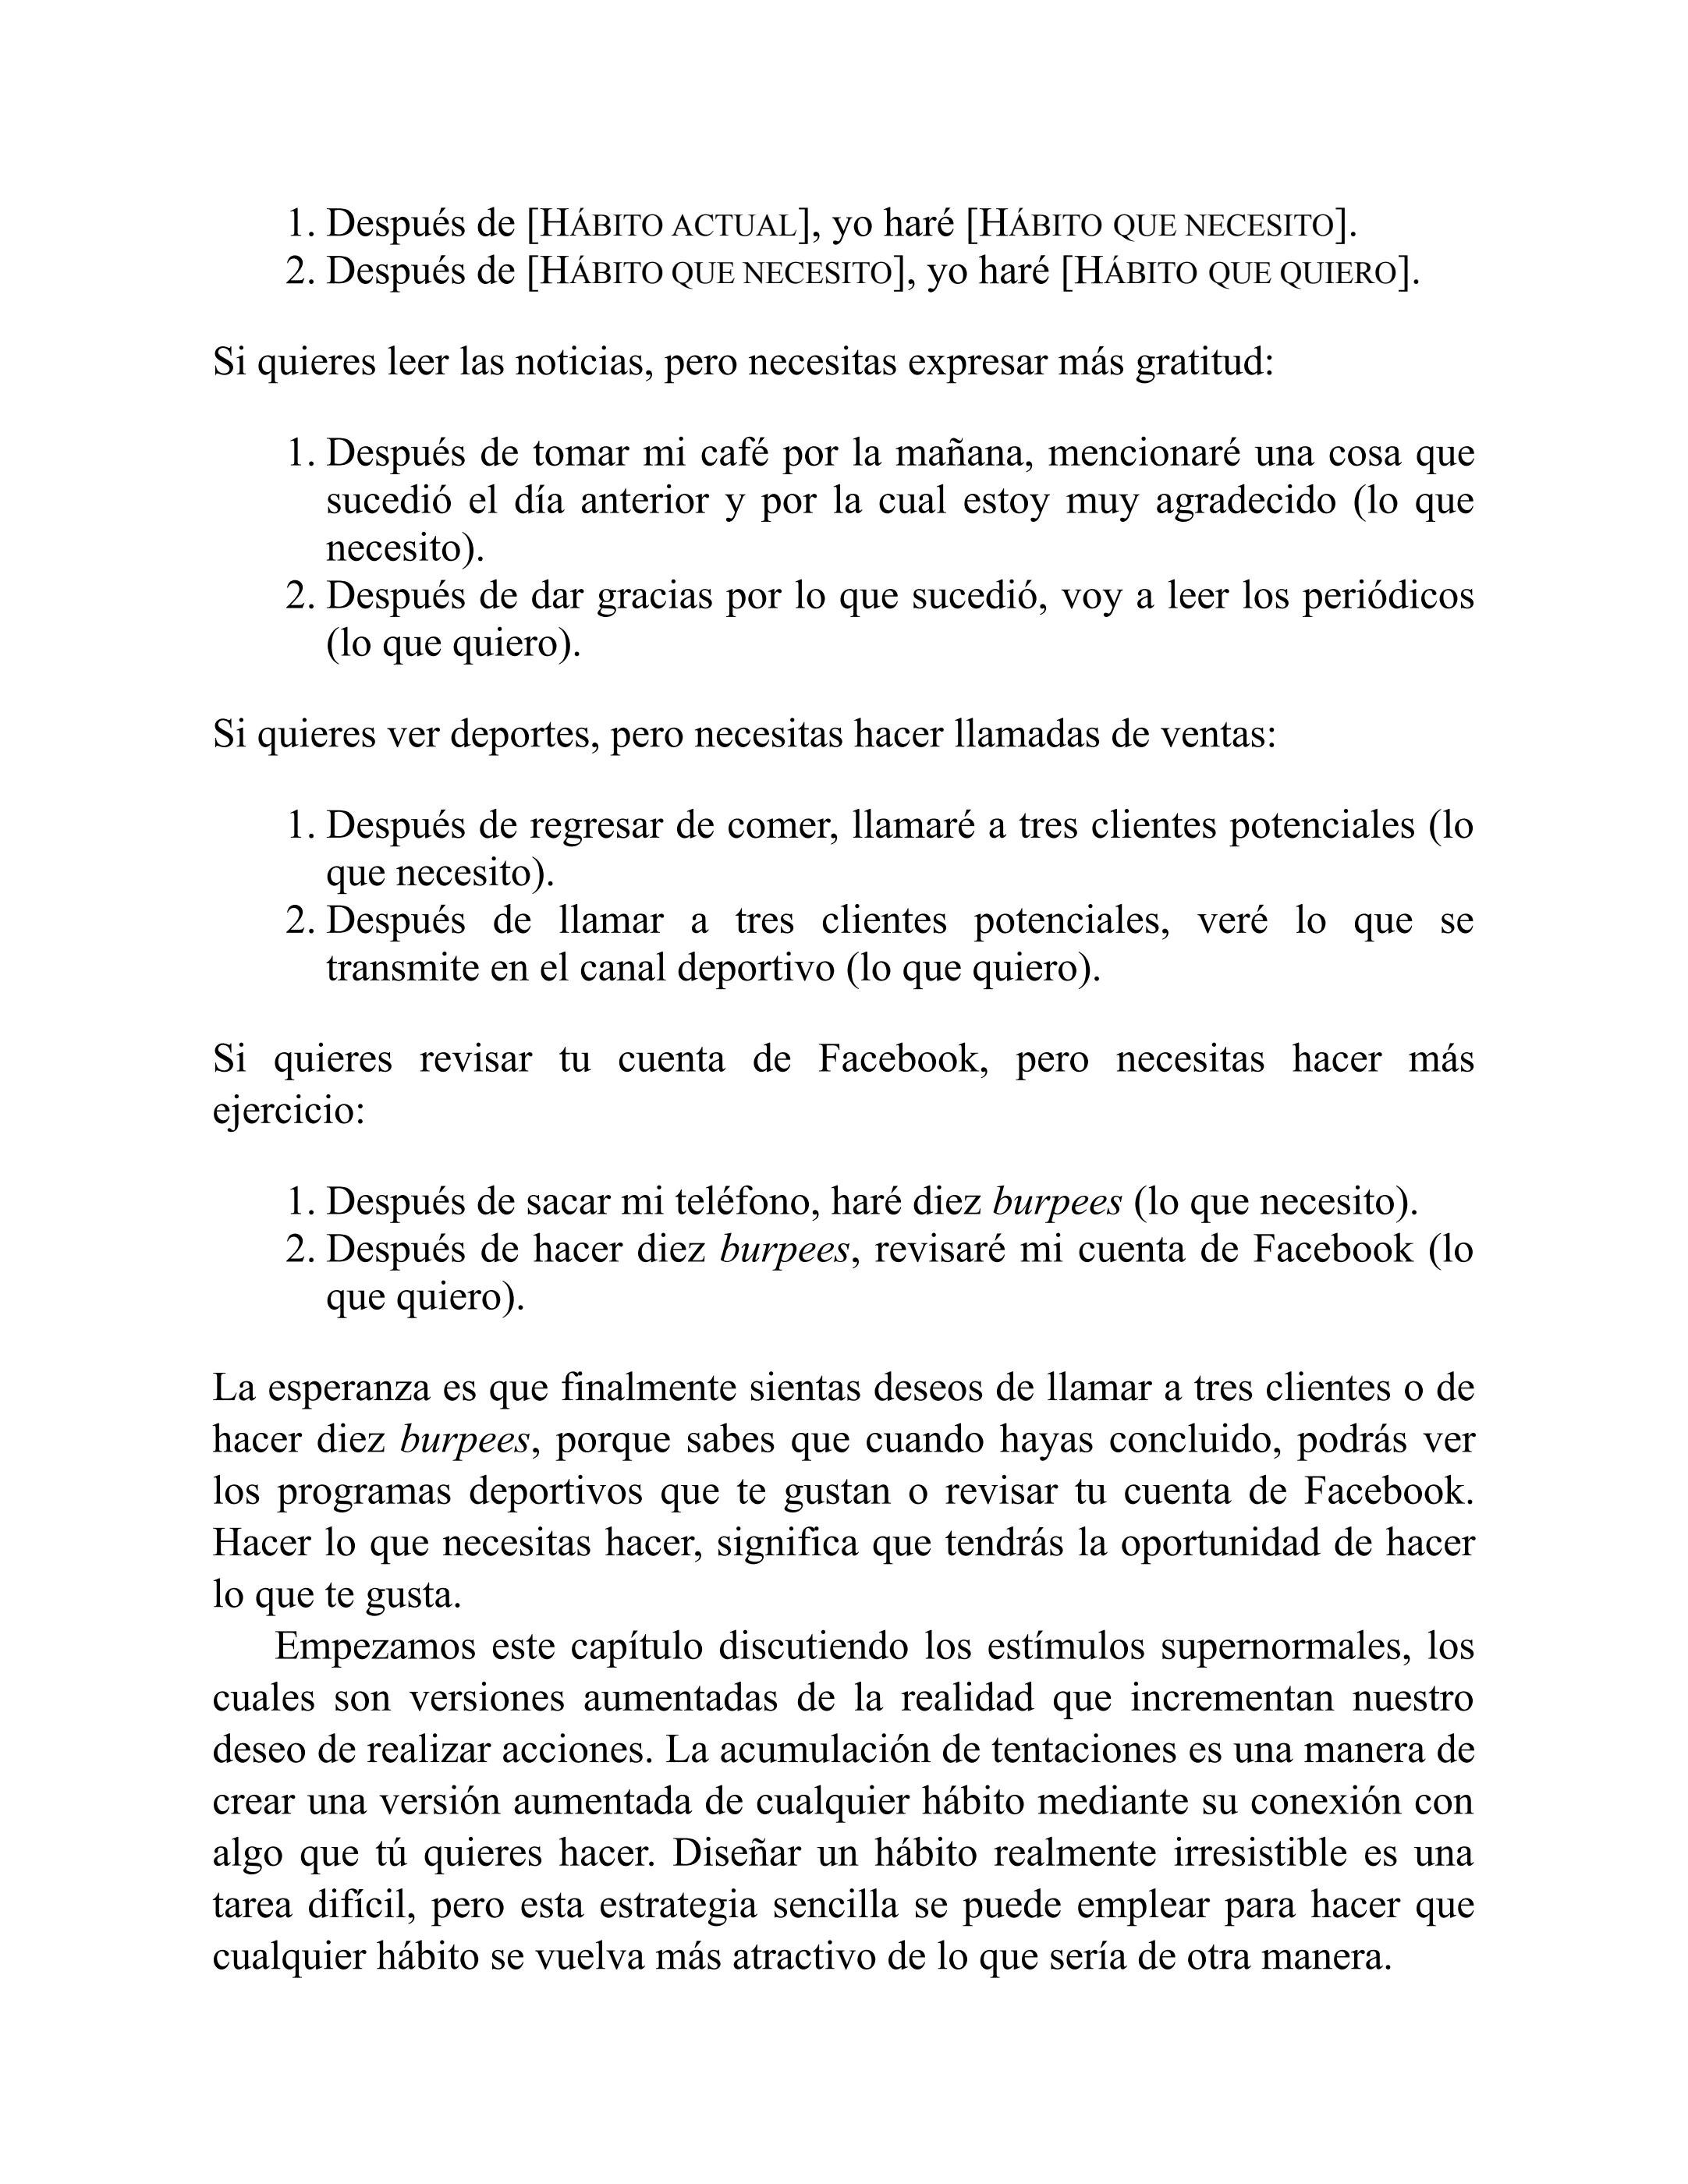 1. Después de [HÁBITO ACTUAL], yo haré [HÁBITO QUE NECESITO].
2. Después de [HÁBITO QUE NECESITO], yo haré [HÁBITO QUE QUIERO].
Si quieres leer las noticias, pero necesitas expresar más gratitud:
1. Después de tomar mi café por la mañana, mencionaré una cosa que
sucedió el día anterior y por la cual estoy muy agradecido (lo que
necesito).
2. Después de dar gracias por lo que sucedió, voy a leer los periódicos
(lo que quiero).
Si quieres ver deportes, pero necesitas hacer llamadas de ventas:
1. Después de regresar de comer, llamaré a tres clientes potenciales (lo
que necesito).
2. Después de llamar a tres clientes potenciales, veré lo que se
transmite en el canal deportivo (lo que quiero).
Si quieres revisar tu cuenta de Facebook, pero necesitas hacer más
ejercicio:
1. Después de sacar mi teléfono, haré diez burpees (lo que necesito).
2. Después de hacer diez burpees, revisaré mi cuenta de Facebook (lo
que quiero).
La esperanza es que finalmente sientas deseos de llamar a tres clientes o de
hacer diez burpees, porque sabes que cuando hayas concluido, podrás ver
los programas deportivos que te gustan o revisar tu cuenta de Facebook.
Hacer lo que necesitas hacer, significa que tendrás la oportunidad de hacer
lo que te gusta.
Empezamos este capítulo discutiendo los estímulos supernormales, los
cuales son versiones aumentadas de la realidad que incrementan nuestro
deseo de realizar acciones. La acumulación de tentaciones es una manera de
crear una versión aumentada de cualquier hábito mediante su conexión con
algo que tú quieres hacer. Diseñar un hábito realmente irresistible es una
tarea difícil, pero esta estrategia sencilla se puede emplear para hacer que
cualquier hábito se vuelva más atractivo de lo que sería de otra manera.